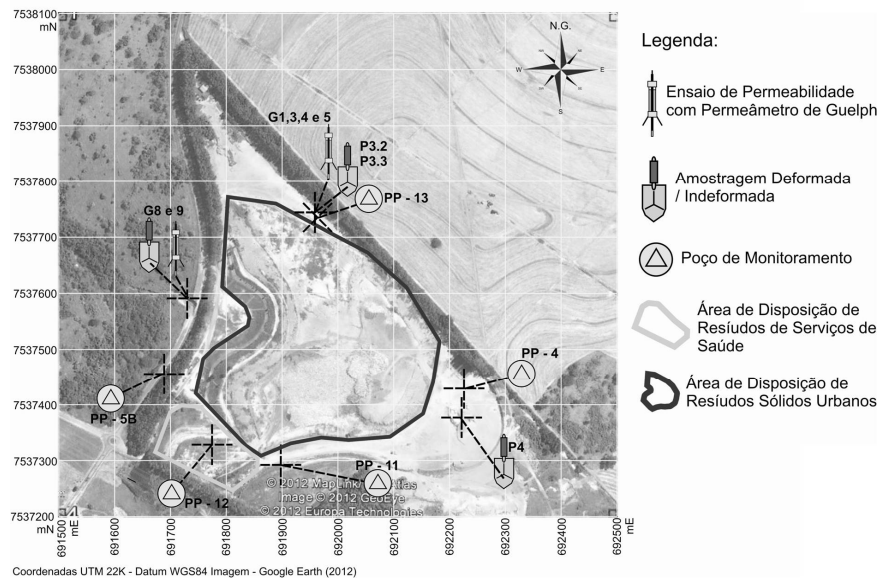 7538100
mN
7538000
7537900
7537800
7537700
7537600
7537500
7537400
7537300
7537200
mN
691500
mE
691600
691700
691800
691900
692000
692100
692200
692300
692400
692500
mE
N.G.
W
E
S
G1,3,4 e 5
P3.2
P3.3
PP - 13
G8 e 9
PP - 4
PP - 5B
P4
PP - 11
PP - 12
© 2012 MapLink/ Atlas
Image © 2012 GeoEye
© 2012 Europa Technologies
Legenda:
Ensaio de Permeabilidade
com Permeâmetro de Guelph
Amostragem Deformada
/ Indeformada
Poço de Monitoramento
Área de Disposição de
Resíudos de Serviços de
Saúde
Área de Disposição de
Resíudos Sólidos Urbanos
Coordenadas UTM 22K - Datum WGS84 Imagem - Google Earth (2012)